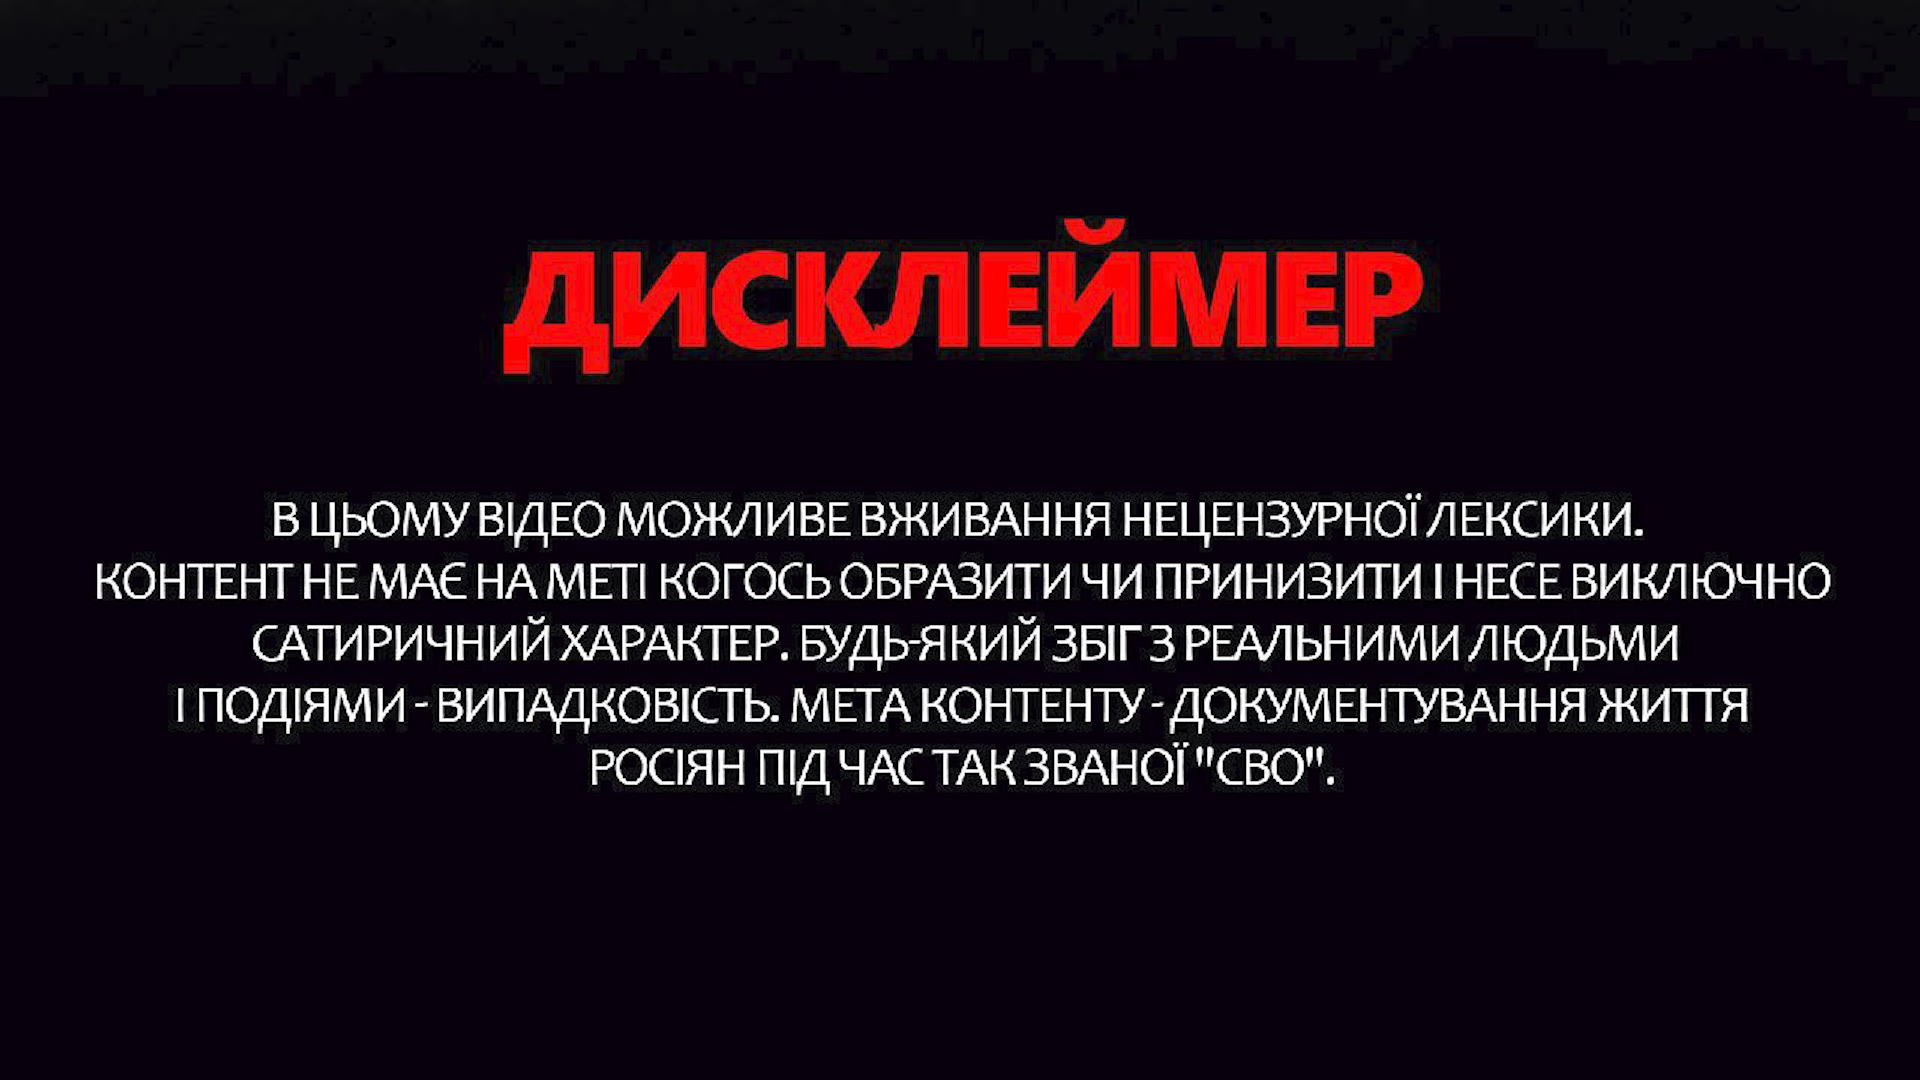 ДИСКЛЕЙМЕР
В ЦЬОМУ ВІДЕО МОЖЛИВЕ ВЖИВАННЯ НЕЦЕНЗУРНОЇ ЛЕКСИКИ.
КОНТЕНТ НЕ МАЄ НА МЕТІ КОГОСЬ ОБРАЗИТИ ЧИ ПРИНИЗИТИ І НЕСЕ ВИКЛЮЧНО
САТИРИЧНИЙ ХАРАКТЕР. БУДЬ-ЯКИЙ ЗБІГ З РЕАЛЬНИМИ ЛЮДЬМИ
І ПОДІЯМИ - ВИПАДКОВІСТЬ. МЕТА КОНТЕНТУ - ДОКУМЕНТУВАННЯ ЖИТТЯ
РОСІЯН ПІД ЧАС ТАК ЗВАНОЇ "СВО".